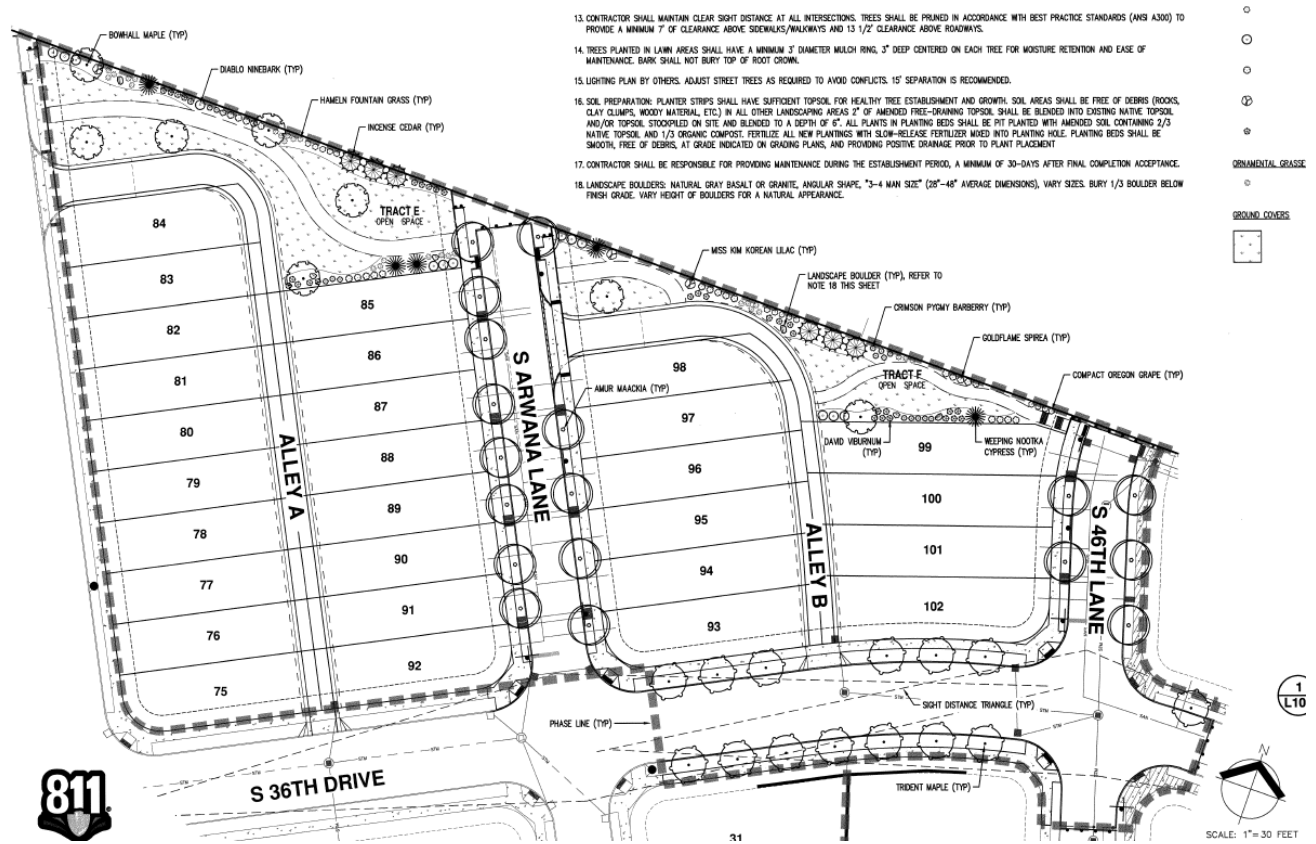 13. CONTRACTOR SHALL MAINTAIN CLEAR SIGHT DISTANCE AT ALL INTERSECTIONS. TREES SHALL BE PRUNED IN ACCORDANCE WITH BEST PRACTICE STANDARDS (ANSI A300) TO
PROVIDE A MINIMUM 7' OF CLEARANCE ABOVE SIDEWALKS/WALKWAYS AND 13 1/2' CLEARANCE ABOVE ROADWAYS.
14. TREES PLANTED IN LAWN AREAS SHALL HAVE A MINIMUM 3' DIAMETER MULCH RING, 3" DEEP CENTERED ON EACH TREE FOR MOISTURE RETENTION AND EASE OF
MAINTENANCE. BARK SHALL NOT BURY TOP OF ROOT CROWN.
15. LIGHTING PLAN BY OTHERS. ADJUST STREET TREES AS REQUIRED TO AVOID CONFLICTS. 15' SEPARATION IS RECOMMENDED.
16. SOIL PREPARATION: PLANTER STRIPS SHALL HAVE SUFFICIENT TOPSOIL FOR HEALTHY TREE ESTABLISHMENT AND GROWTH. SOIL AREAS SHALL BE FREE OF DEBRIS (ROCKS,
CLAY CLUMPS, WOODY MATERIAL, ETC.) IN ALL OTHER LANDSCAPING AREAS 2" OF AMENDED FREE-DRAINING TOPSOIL SHALL BE BLENDED INTO EXISTING NATIVE TOPSOIL
AND/OR TOPSOIL STOCKPILED ON SITE AND BLENDED TO A DEPTH OF 6". ALL PLANTS IN PLANTING BEDS SHALL BE PIT PLANTED WITH AMENDED SOIL CONTAINING 2/3
NATIVE TOPSOIL AND 1/3 ORGANIC COMPOST. FERTILIZE ALL NEW PLANTINGS WITH SLOW-RELEASE FERTILIZER MIXED INTO PLANTING HOLE. PLANTING BEDS SHALL BE
SMOOTH, FREE OF DEBRIS, AT GRADE INDICATED ON GRADING PLANS, AND PROVIDING POSITIVE DRAINAGE PRIOR TO PLANT PLACEMENT
17. CONTRACTOR SHALL BE RESPONSIBLE FOR PROVIDING MAINTENANCE DURING THE ESTABLISHMENT PERIOD, A MINIMUM OF 30-DAYS AFTER FINAL COMPLETION ACCEPTANCE.
18. LANDSCAPE BOULDERS: NATURAL GRAY BASALT OR GRANITE, ANGULAR SHAPE, "3-4 MAN SIZE" (28"-48" AVERAGE DIMENSIONS), VARY SIZES. BURY 1/3 BOULDER BELOW
FINISH GRADE. VARY HEIGHT OF BOULDERS FOR A NATURAL APPEARANCE.
ORNAMENTAL GRASSE
GROUND COVERS
BOWHALL MAPLE (TYP)
DIABLO NINEBARK (TYP)
HAMELN FOUNTAIN GRASS (TYP)
INCENSE CEDAR (TYP)
TRACT E
OPEN SPACE
MISS KIM KOREAN LILAC (TYP)
LANDSCAPE BOULDER (TYP), REFER TO
NOTE 18 THIS SHEET
CRIMSON PYGMY BARBERRY (TYP)
GOLDFLAME SPIREA (TYP)
COMPACT OREGON GRAPE (TYP)
TRACT F
OPEN SPACE
AMUR MAACKIA (TYP)
DAVID VIBURNUM
(TYP)
WEEPING NOOTKA
CYPRESS (TYP)
84
83
82
81
80
79
78
77
76
75
ALLEY A
85
86
87
88
89
90
91
92
S ARWANA LANE
98
97
96
95
94
93
ALLEY B
99
100
101
102
S 46TH LANE
PHASE LINE (TYP)
SIGHT DISTANCE TRIANGLE (TYP)
TRIDENT MAPLE (TYP)
S 36TH DRIVE
STM
STM
STM
STM
STM
STM
SAN
31
811
1
L10
N
SCALE: 1"= 30 FEET